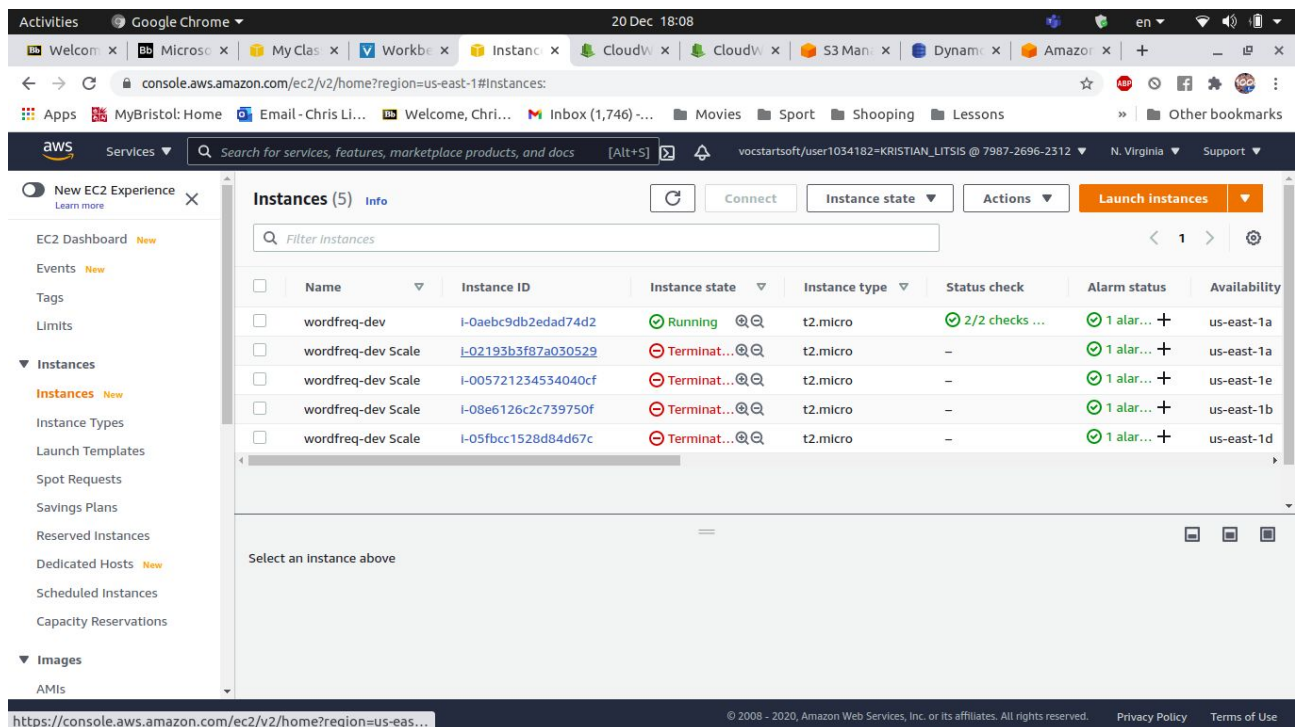 Activities Google Chrome ▾ 20 Dec 18:08 en ▾
Welcom × Microso × My Clas × Workbe × Instanc × CloudW × CloudW × S3 Mana × Dynamo × Amazon × +
console.aws.amazon.com/ec2/v2/home?region=us-east-1#Instances:
Apps MyBristol: Home Email - Chris Li... Welcome, Chri... Inbox (1,746) -... Movies Sport Shooping Lessons » Other bookmarks
aws Services ▼ Search for services, features, marketplace products, and docs [Alt+S] vocstartsoft/user1034182=KRISTIAN_LITSIS @ 7987-2696-2312 ▼ N. Virginia ▼ Support ▼
New EC2 Experience
Learn more
EC2 Dashboard New
Events New
Tags
Limits
▼ Instances
Instances New
Instance Types
Launch Templates
Spot Requests
Savings Plans
Reserved Instances
Dedicated Hosts New
Scheduled Instances
Capacity Reservations
▼ Images
AMIs
Instances (5) Info Connect Instance state ▼ Actions ▼ Launch instances ▼
Filter instances < 1 >
Name Instance ID Instance state Instance type Status check Alarm status Availability
wordfreq-dev i-0aebc9db2edad74d2 Running t2.micro 2/2 checks ... 1 alar... + us-east-1a
wordfreq-dev Scale i-02193b3f87a030529 Terminat... t2.micro – 1 alar... + us-east-1a
wordfreq-dev Scale i-005721234534040cf Terminat... t2.micro – 1 alar... + us-east-1e
wordfreq-dev Scale i-08e6126c2c739750f Terminat... t2.micro – 1 alar... + us-east-1b
wordfreq-dev Scale i-05fbcc1528d84d67c Terminat... t2.micro – 1 alar... + us-east-1d
Select an instance above
https://console.aws.amazon.com/ec2/v2/home?region=us-eas... © 2008 - 2020, Amazon Web Services, Inc. or its affiliates. All rights reserved. Privacy Policy Terms of Use